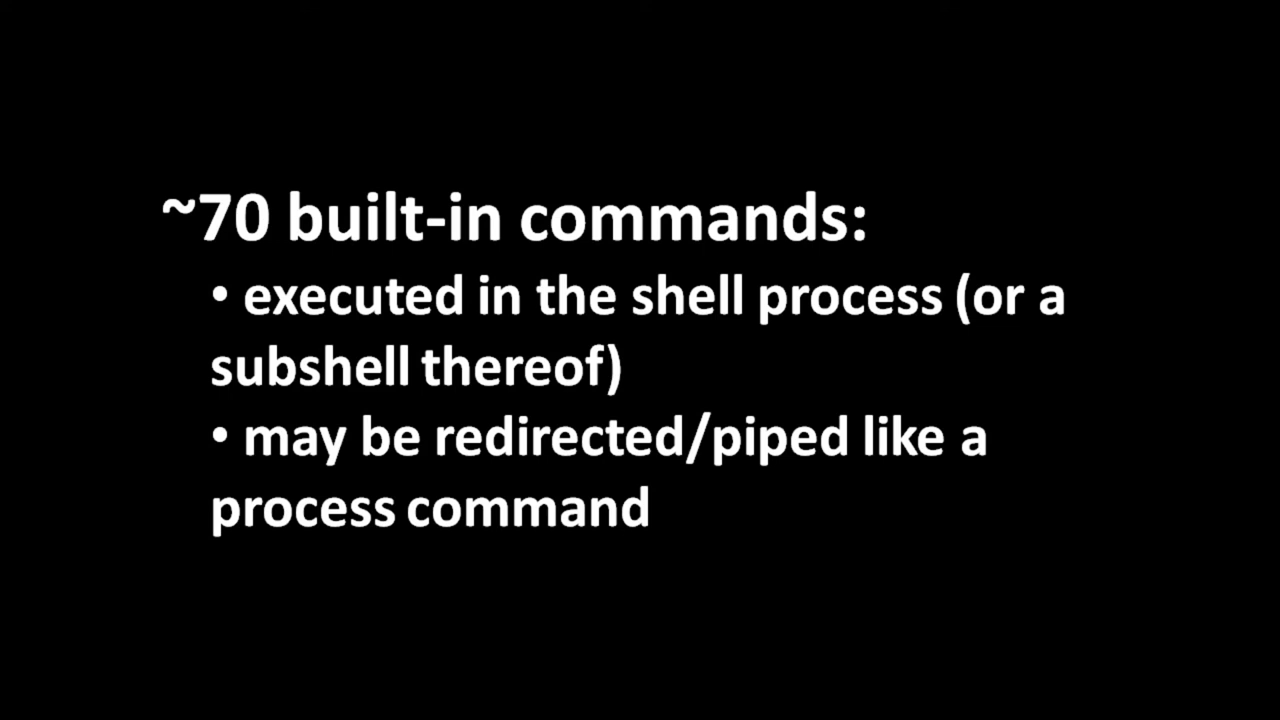 ~70 built-in commands:
• executed in the shell process (or a
subshell thereof)
• may be redirected/piped like a
process command